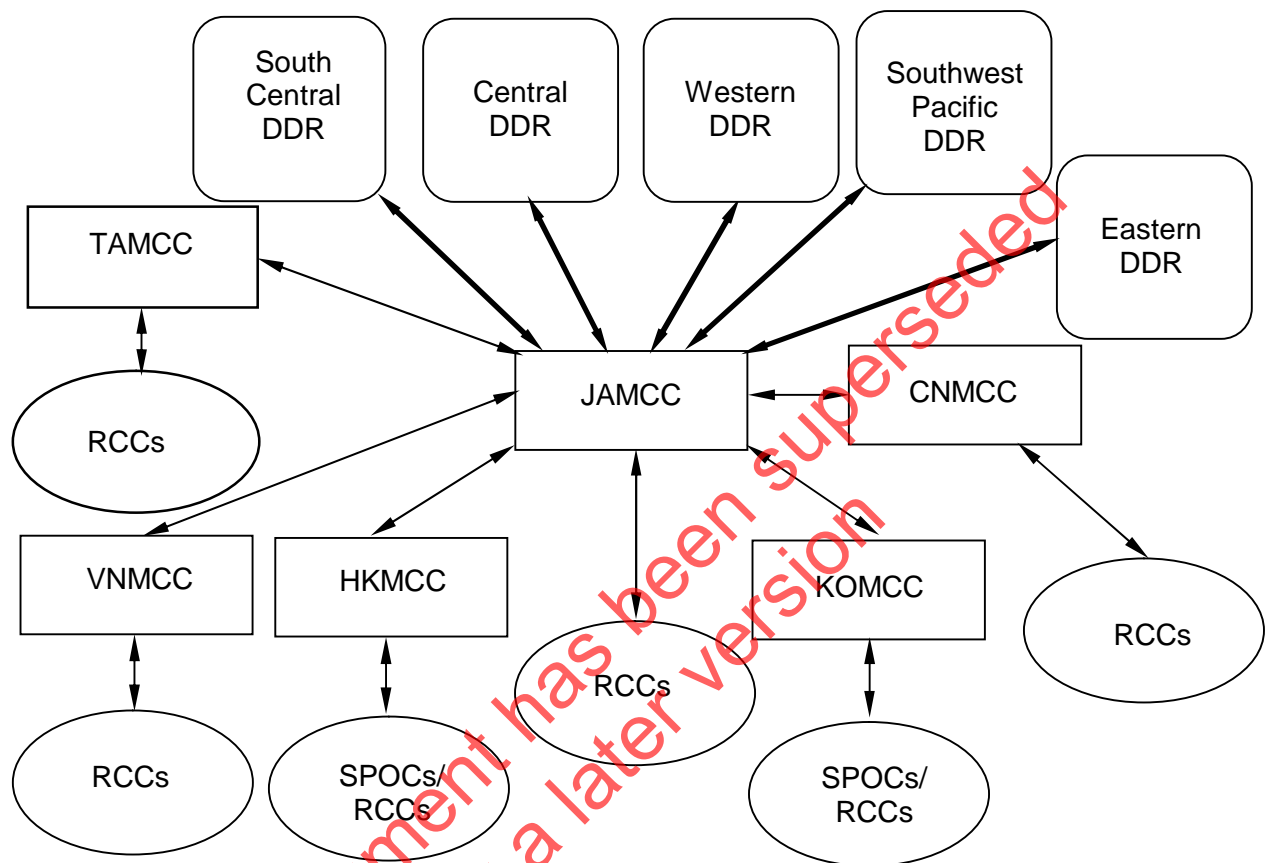 South
Central
DDR
Central
DDR
Western
DDR
Southwest
Pacific
DDR
Eastern
DDR
TAMCC
RCCs
JAMCC
CNMCC
RCCs
VNMCC
HKMCC
KOMCC
RCCs
SPOCs/
RCCs
RCCs
SPOCs/
RCCs
has been superseded
a later version